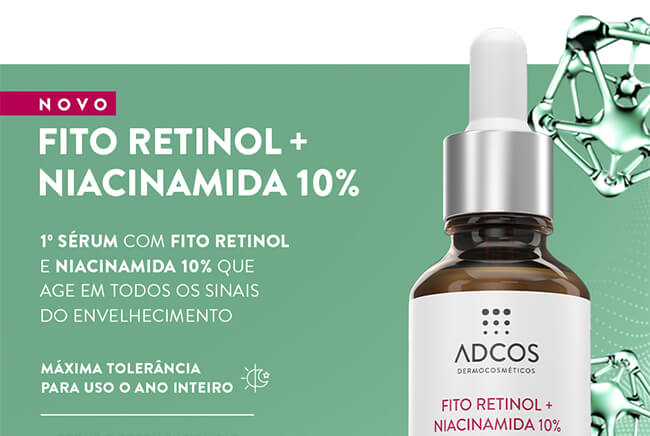 NOVO
FITO RETINOL +
NIACINAMIDA 10%
1º SÉRUM COM FITO RETINOL
E NIACINAMIDA 10% QUE
AGE EM TODOS OS SINAIS
DO ENVELHECIMENTO
MÁXIMA TOLERÂNCIA
PARA USO O ANO INTEIRO
ADCOS
DERMOCOSMÉTICOS
FITO RETINOL +
NIACINAMIDA 10%